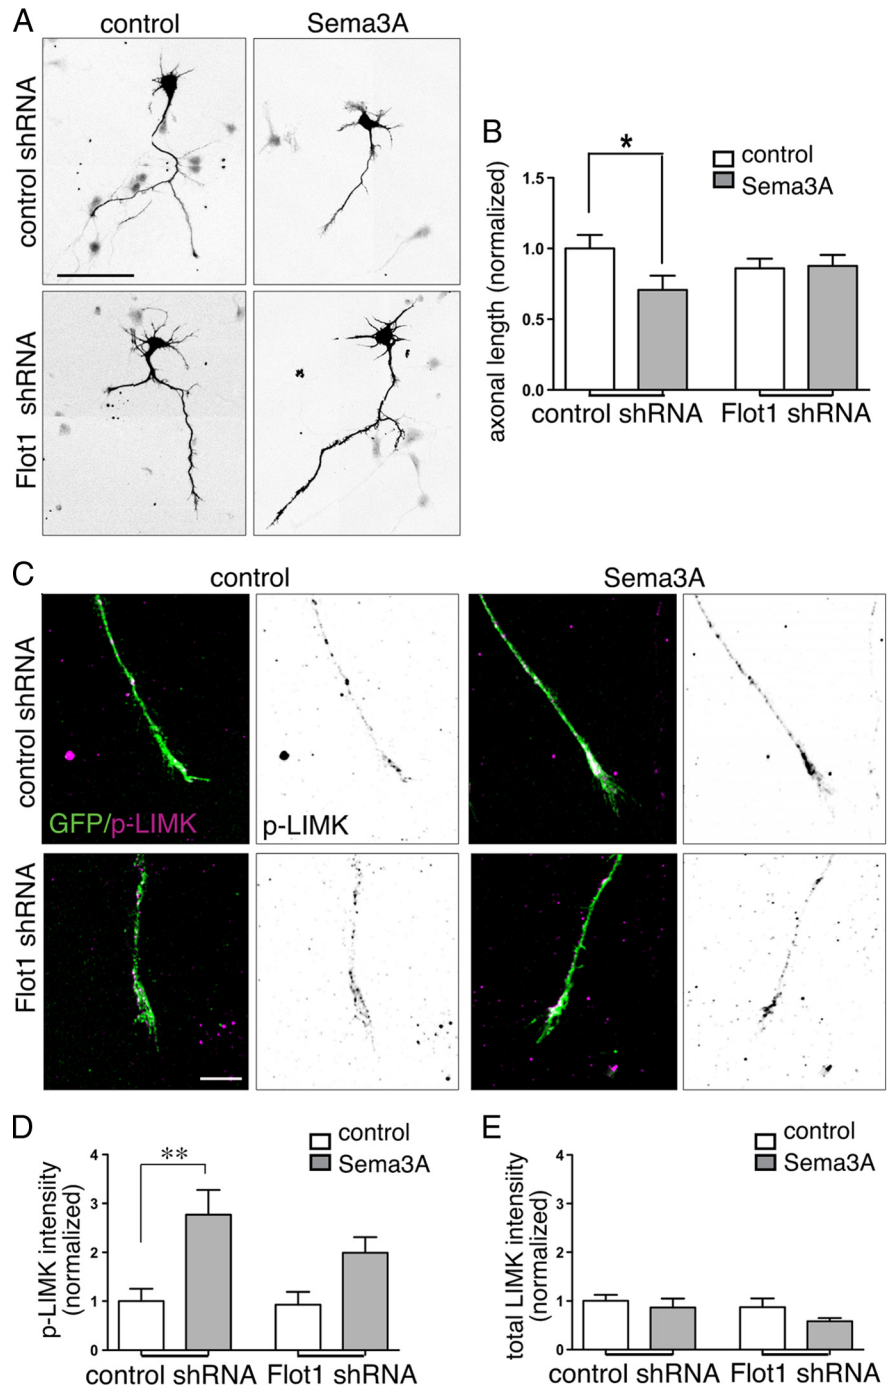 A
control
Sema3A
control shRNA
Flot1 shRNA
B
*
control
Sema3A
axonal length (normalized)
1.5
1.0
0.5
0.0
control shRNA
Flot1 shRNA
C
control
Sema3A
control shRNA
GFP/p-LIMK
p-LIMK
Flot1 shRNA
D
**
control
Sema3A
p-LIMK intensiity
(normalized)
4
3
2
1
0
control shRNA
Flot1 shRNA
E
control
Sema3A
total LIMK intensiity
(normalized)
4
3
2
1
0
control shRNA
Flot1 shRNA